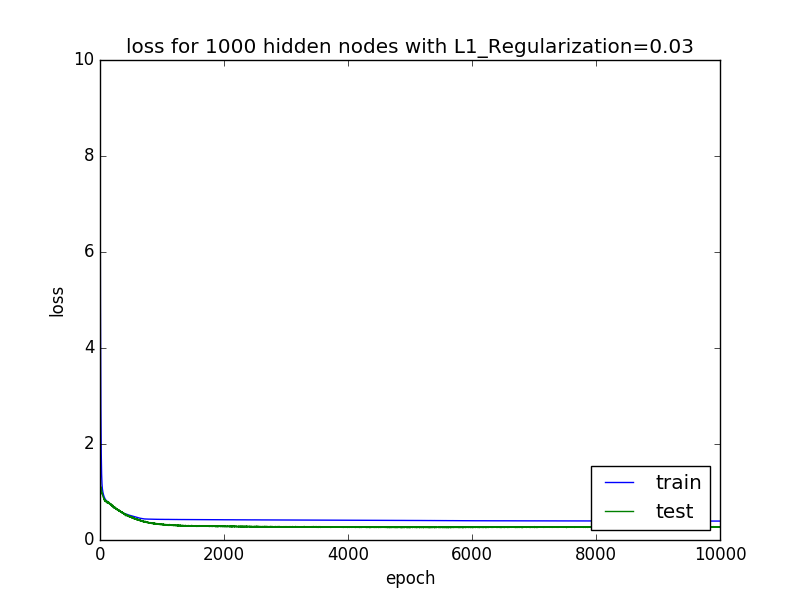 loss for 1000 hidden nodes with L1_Regularization=0.03
10
8
6
4
2
0
loss
train
test
0 2000 4000 6000 8000 10000
epoch